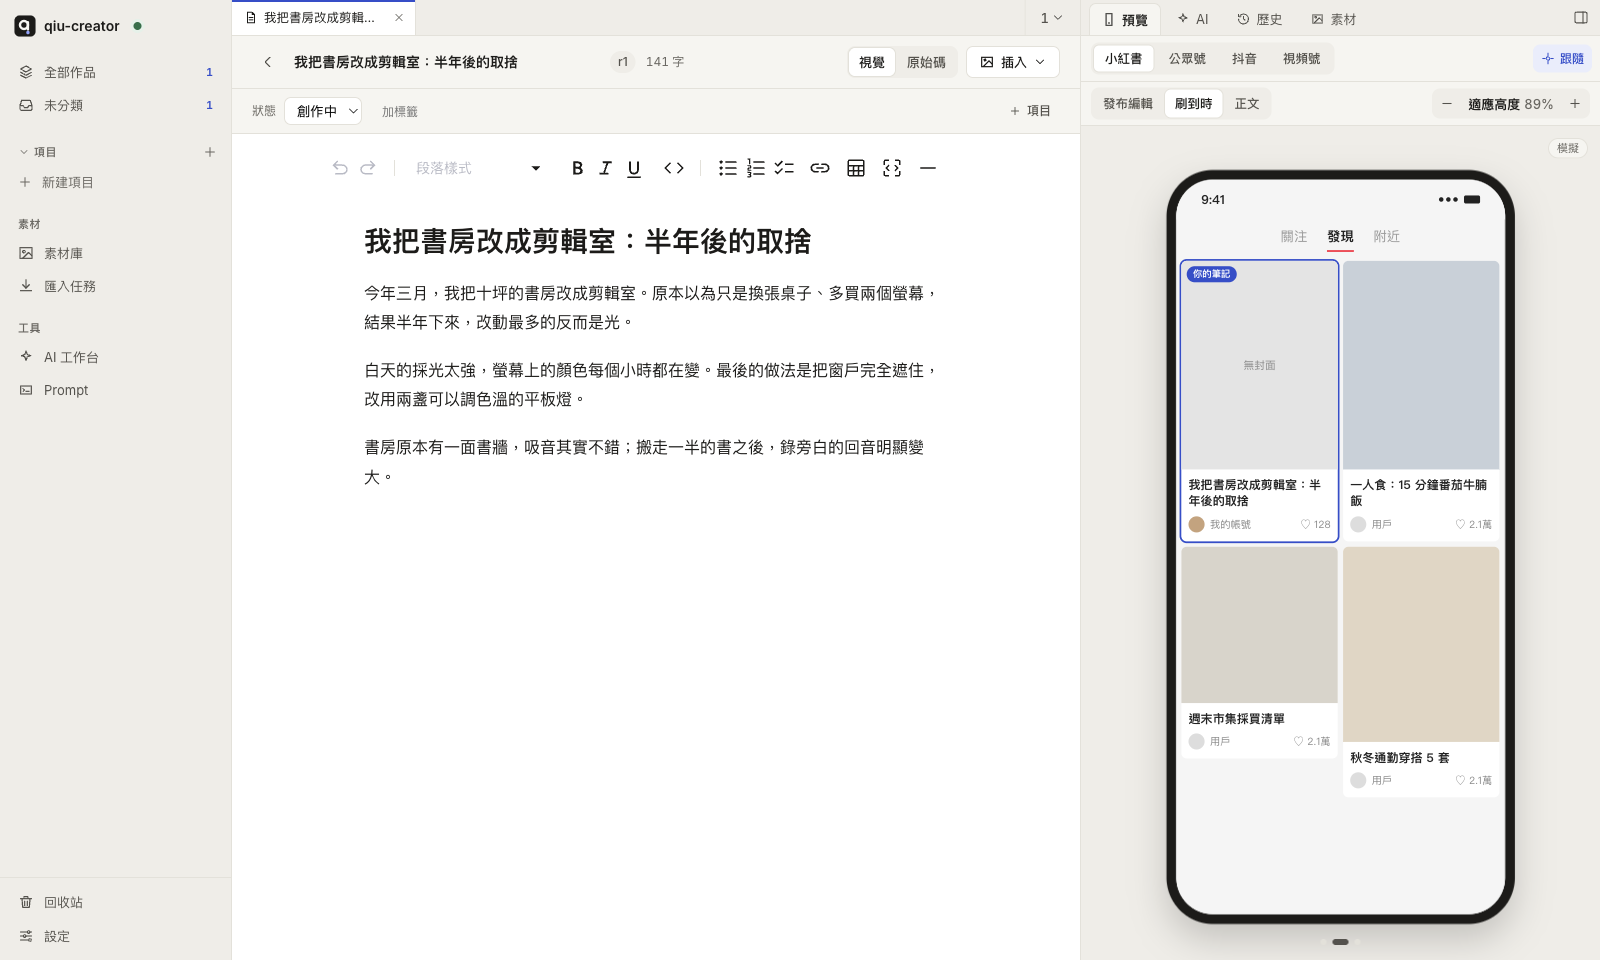 qiu-creator
全部作品 1
未分類 1
項目
新建項目
素材
素材庫
匯入任務
工具
AI 工作台
Prompt
回收站
設定
我把書房改成剪輯...
1
我把書房改成剪輯室：半年後的取捨
r1 141 字
視覺 原始碼
插入
狀態 創作中 加標籤
項目
段落樣式
我把書房改成剪輯室：半年後的取捨
今年三月，我把十坪的書房改成剪輯室。原本以為只是換張桌子、多買兩個螢幕，
結果半年下來，改動最多的反而是光。
白天的採光太強，螢幕上的顏色每個小時都在變。最後的做法是把窗戶完全遮住，
改用兩盞可以調色溫的平板燈。
書房原本有一面書牆，吸音其實不錯；搬走一半的書之後，錄旁白的回音明顯變
大。
預覽 AI 歷史 素材
小紅書 公眾號 抖音 視頻號
跟隨
發布編輯 刷到時 正文
適應高度 89%
模擬
9:41
關注 發現 附近
你的筆記
無封面
我把書房改成剪輯室：半
年後的取捨
我的帳號 ♡ 128
一人食：15 分鐘番茄牛腩
飯
用戶 ♡ 2.1萬
週末市集採買清單
用戶 ♡ 2.1萬
秋冬通勤穿搭 5 套
用戶 ♡ 2.1萬